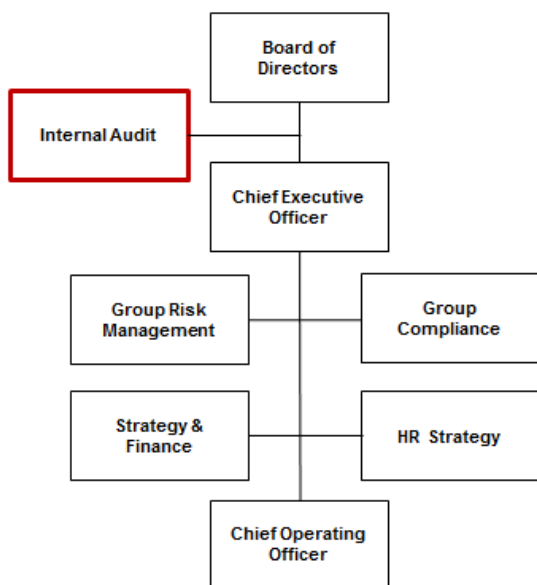 Board of
Directors
Internal Audit
Chief Executive
Officer
Group Risk
Management
Group
Compliance
Strategy &
Finance
HR Strategy
Chief Operating
Officer